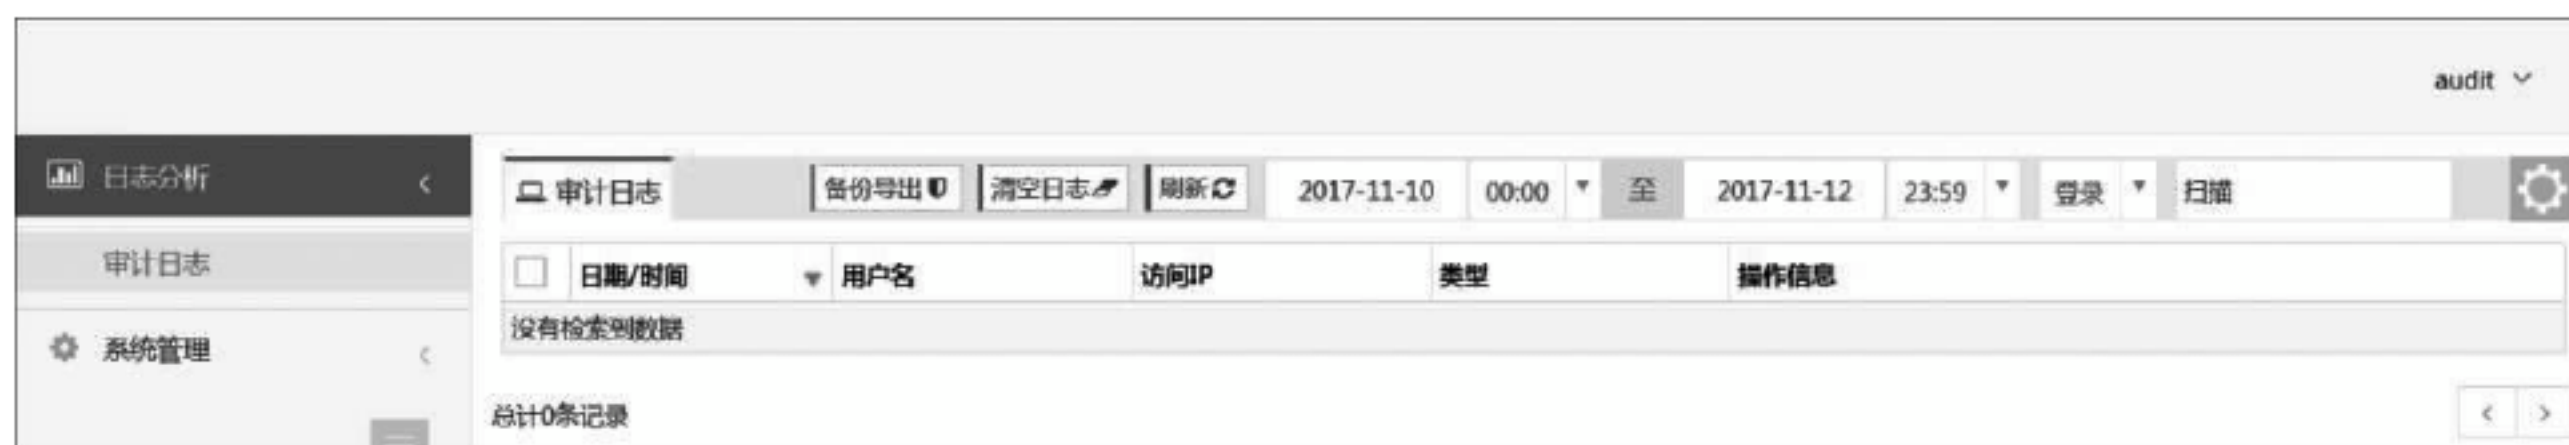 audit
日志分析
审计日志
系统管理
审计日志 备份导出 清空日志 刷新 2017-11-10 00:00 至 2017-11-12 23:59 登录 扫描
日期/时间 用户名 访问IP 类型 操作信息
没有检索到数据
总计0条记录